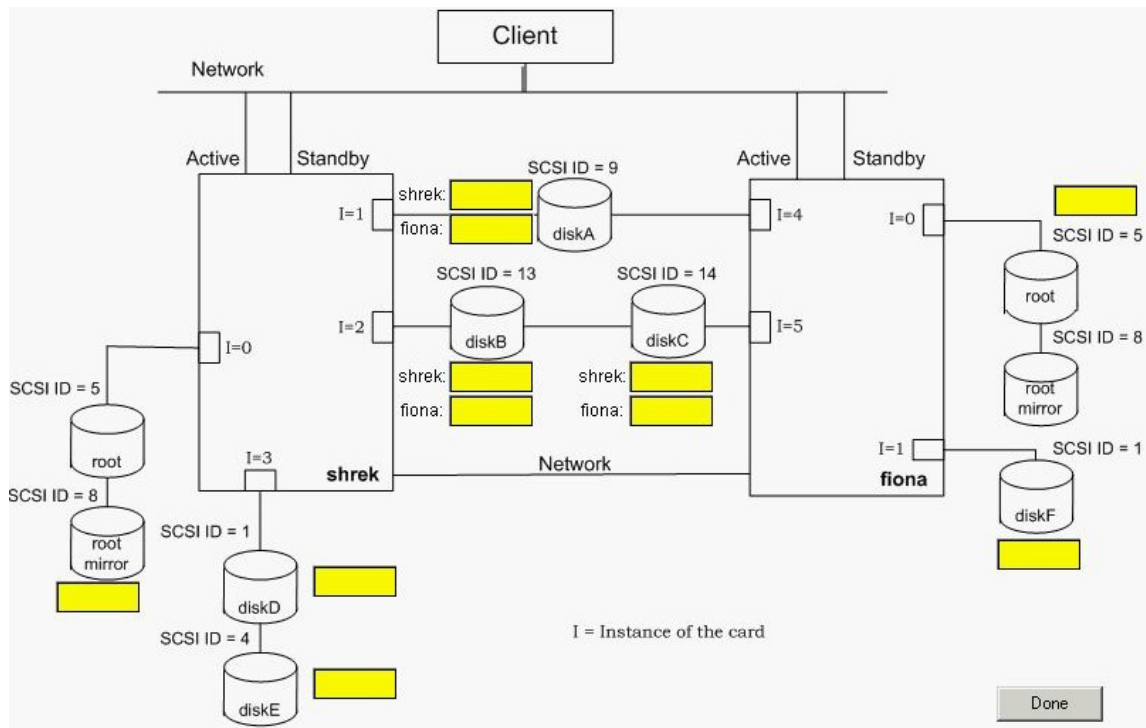 Client
Network
Active
Standby
Active
Standby
SCSI ID = 9
shrek:
fiona:
I=1
diskA
I=4
I=0
SCSI ID = 5
root
SCSI ID = 13
SCSI ID = 14
I=2
diskB
diskC
I=5
shrek:
fiona:
shrek:
fiona:
I=0
SCSI ID = 5
root
SCSI ID = 8
root
mirror
SCSI ID = 8
root
mirror
I=3
shrek
Network
I=1
fiona
SCSI ID = 1
diskF
SCSI ID = 1
diskD
SCSI ID = 4
diskE
I = Instance of the card
Done